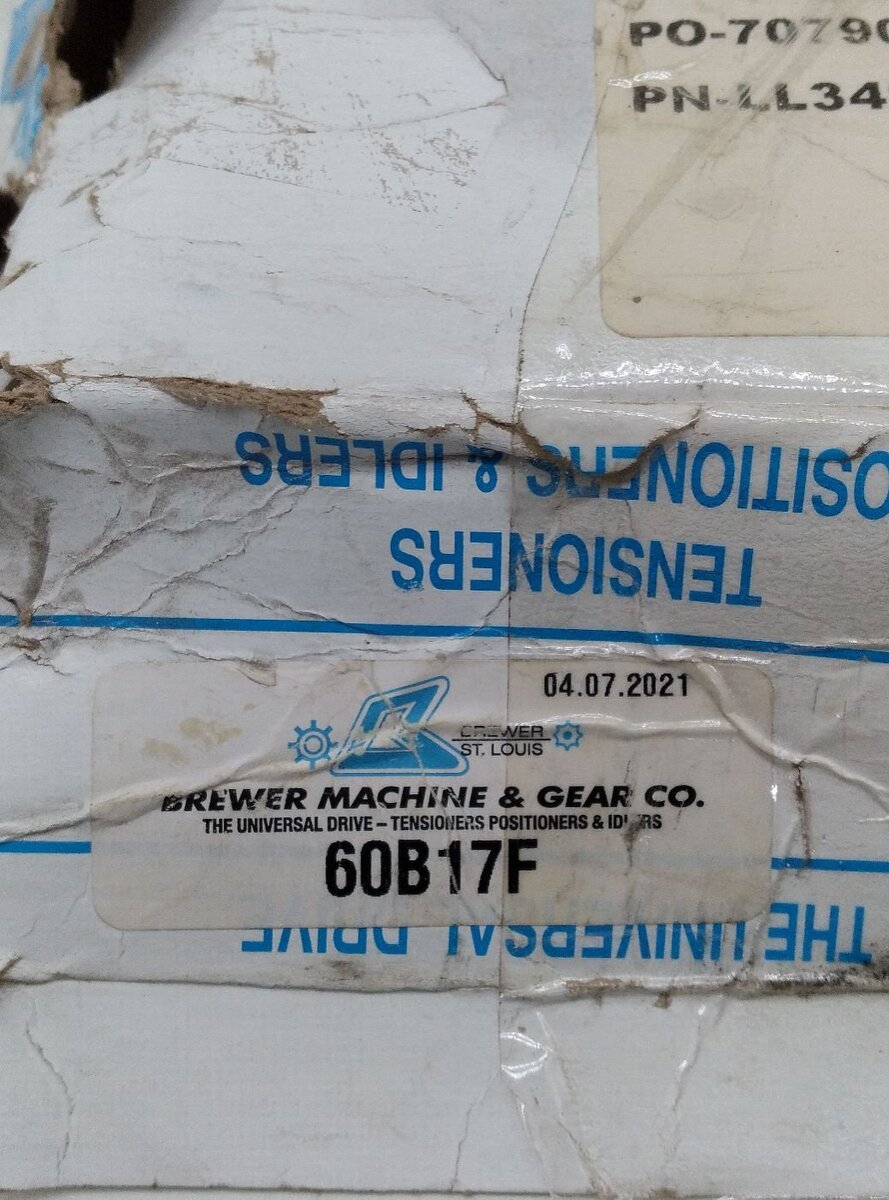 PO-70790
PN-LL34
POSITIONERS & IDLERS
TENSIONERS
04.07.2021
BREWER
ST. LOUIS
BREWER MACHINE & GEAR CO.
THE UNIVERSAL DRIVE – TENSIONERS POSITIONERS & IDLERS
60B17F
THE UNIVERSAL DRIVE